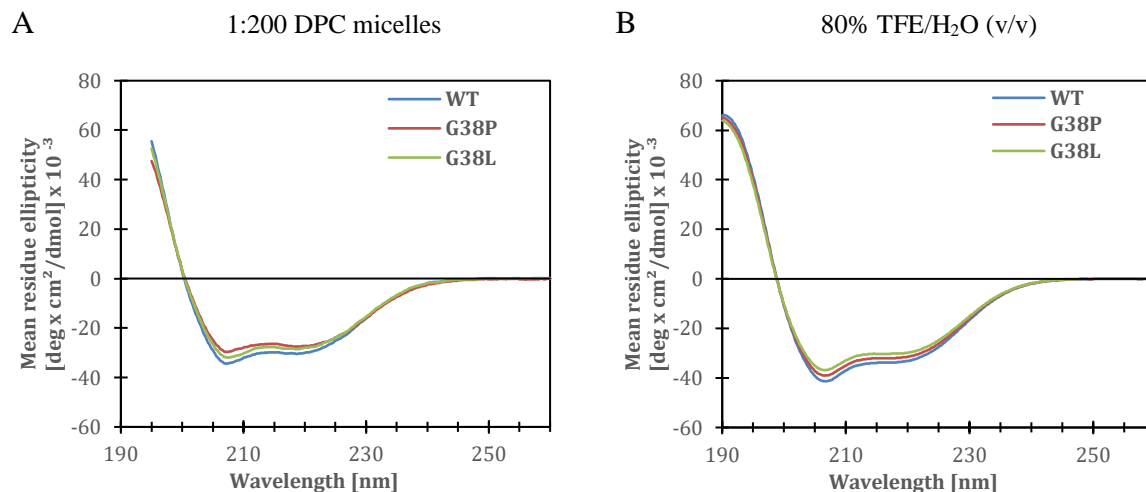 A 1:200 DPC micelles
80
60
40
20
0
-20
-40
-60
190 210 230 250
Wavelength [nm]
Mean residue ellipticity
[deg x cm²/dmol] x 10⁻³
WT
G38P
G38L
B 80% TFE/H₂O (v/v)
80
60
40
20
0
-20
-40
-60
190 210 230 250
Wavelength [nm]
Mean residue ellipticity
[deg x cm²/dmol] x 10⁻³
WT
G38P
G38L